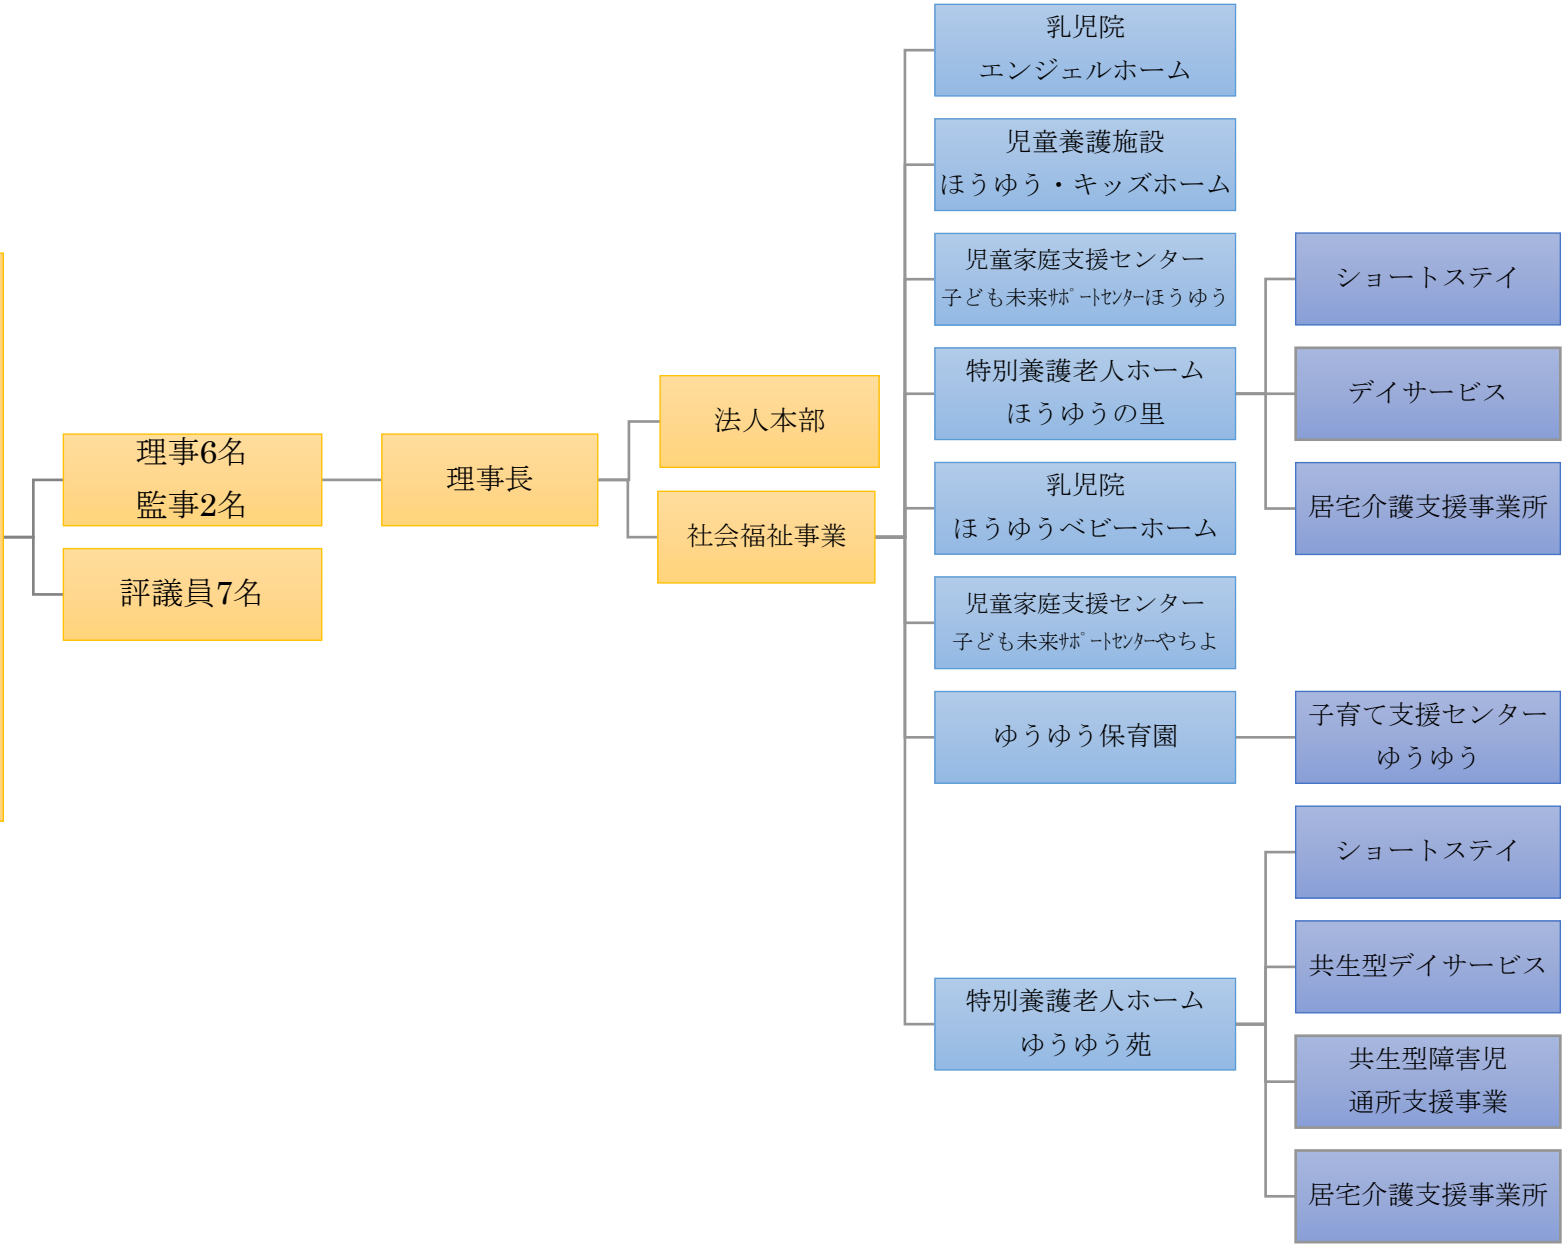 理事6名
監事2名
評議員7名
理事長
法人本部
社会福祉事業
乳児院
エンジェルホーム
児童養護施設
ほうゆう・キッズホーム
児童家庭支援センター
子ども未来ｻﾎﾟｰﾄｾﾝﾀｰほうゆう
特別養護老人ホーム
ほうゆうの里
ショートステイ
デイサービス
居宅介護支援事業所
乳児院
ほうゆうベビーホーム
児童家庭支援センター
子ども未来ｻﾎﾟｰﾄｾﾝﾀｰやちよ
ゆうゆう保育園
子育て支援センター
ゆうゆう
特別養護老人ホーム
ゆうゆう苑
ショートステイ
共生型デイサービス
共生型障害児
通所支援事業
居宅介護支援事業所